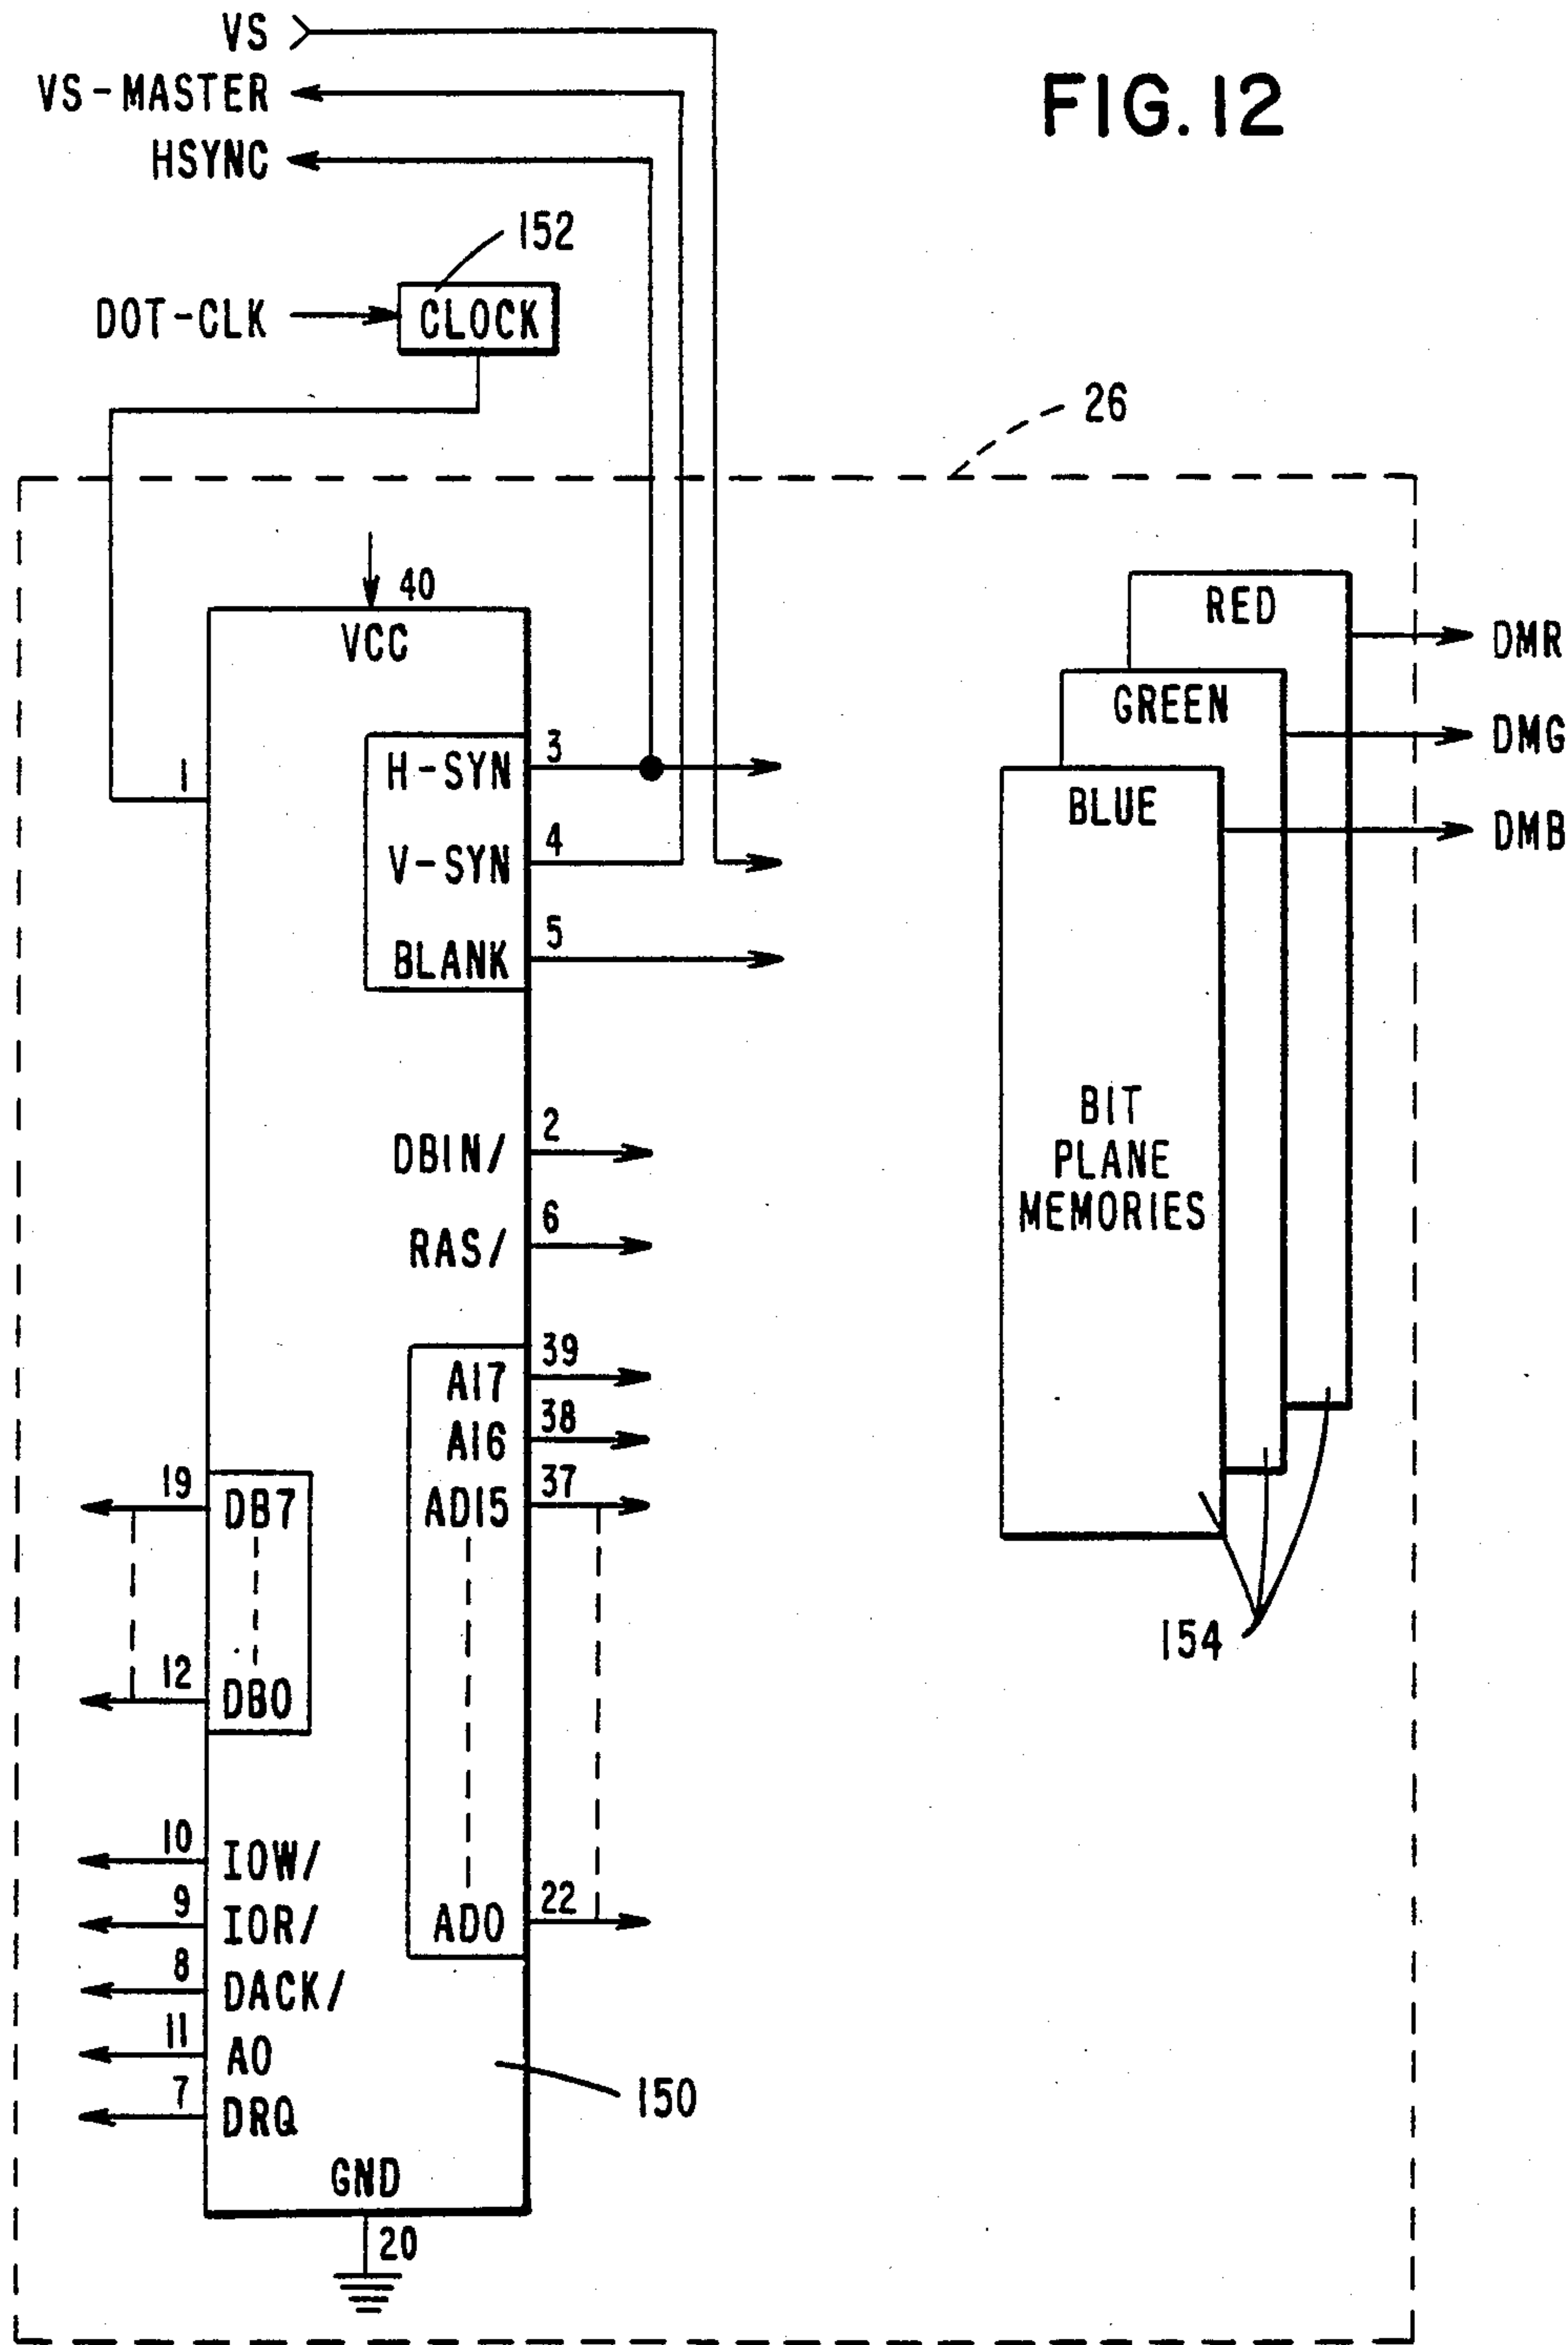 VS
VS-MASTER
HSYNC
FIG. 12
152
DOT-CLK
CLOCK
26
40
VCC
RED
DMR
GREEN
DMG
BLUE
DMB
1
H-SYN
3
V-SYN
4
BLANK
5
DBIN/
2
RAS/
6
BIT
PLANE
MEMORIES
A17
39
A16
38
AD15
37
19
DB7
12
DB0
154
10
IOW/
9
IOR/
AD0
22
8
DACK/
11
A0
7
DRQ
150
GND
20